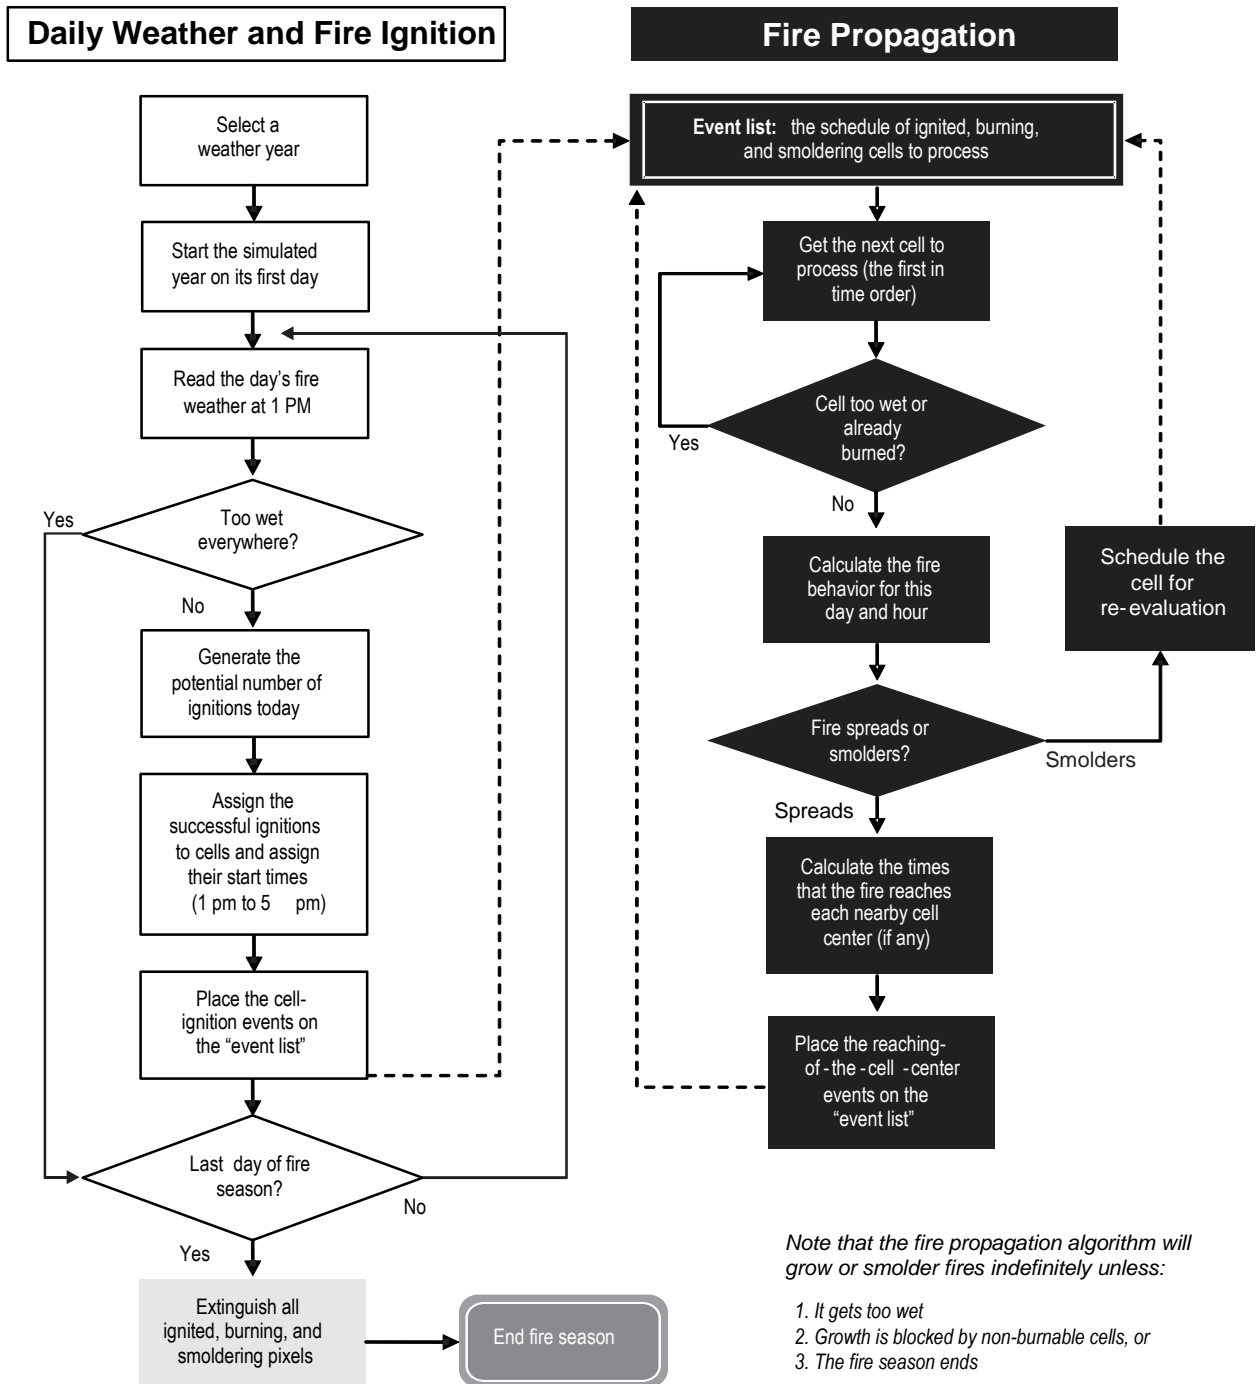 Daily Weather and Fire Ignition
Select a
weather year
Start the simulated
year on its first day
Read the day's fire
weather at 1 PM
Too wet
everywhere?
Yes
No
Generate the
potential number of
ignitions today
Assign the
successful ignitions
to cells and assign
their start times
(1 pm to 5 pm)
Place the cell-
ignition events on
the “event list”
Last day of fire
season?
No
Yes
Extinguish all
ignited, burning, and
smoldering pixels
End fire season
Fire Propagation
Event list: the schedule of ignited, burning,
and smoldering cells to process
Get the next cell to
process (the first in
time order)
Cell too wet or
already
burned?
Yes
No
Calculate the fire
behavior for this
day and hour
Schedule the
cell for
re-evaluation
Fire spreads or
smolders?
Smolders
Spreads
Calculate the times
that the fire reaches
each nearby cell
center (if any)
Place the reaching-
of-the-cell-center
events on the
“event list”
Note that the fire propagation algorithm will
grow or smolder fires indefinitely unless:
1. It gets too wet
2. Growth is blocked by non-burnable cells, or
3. The fire season ends